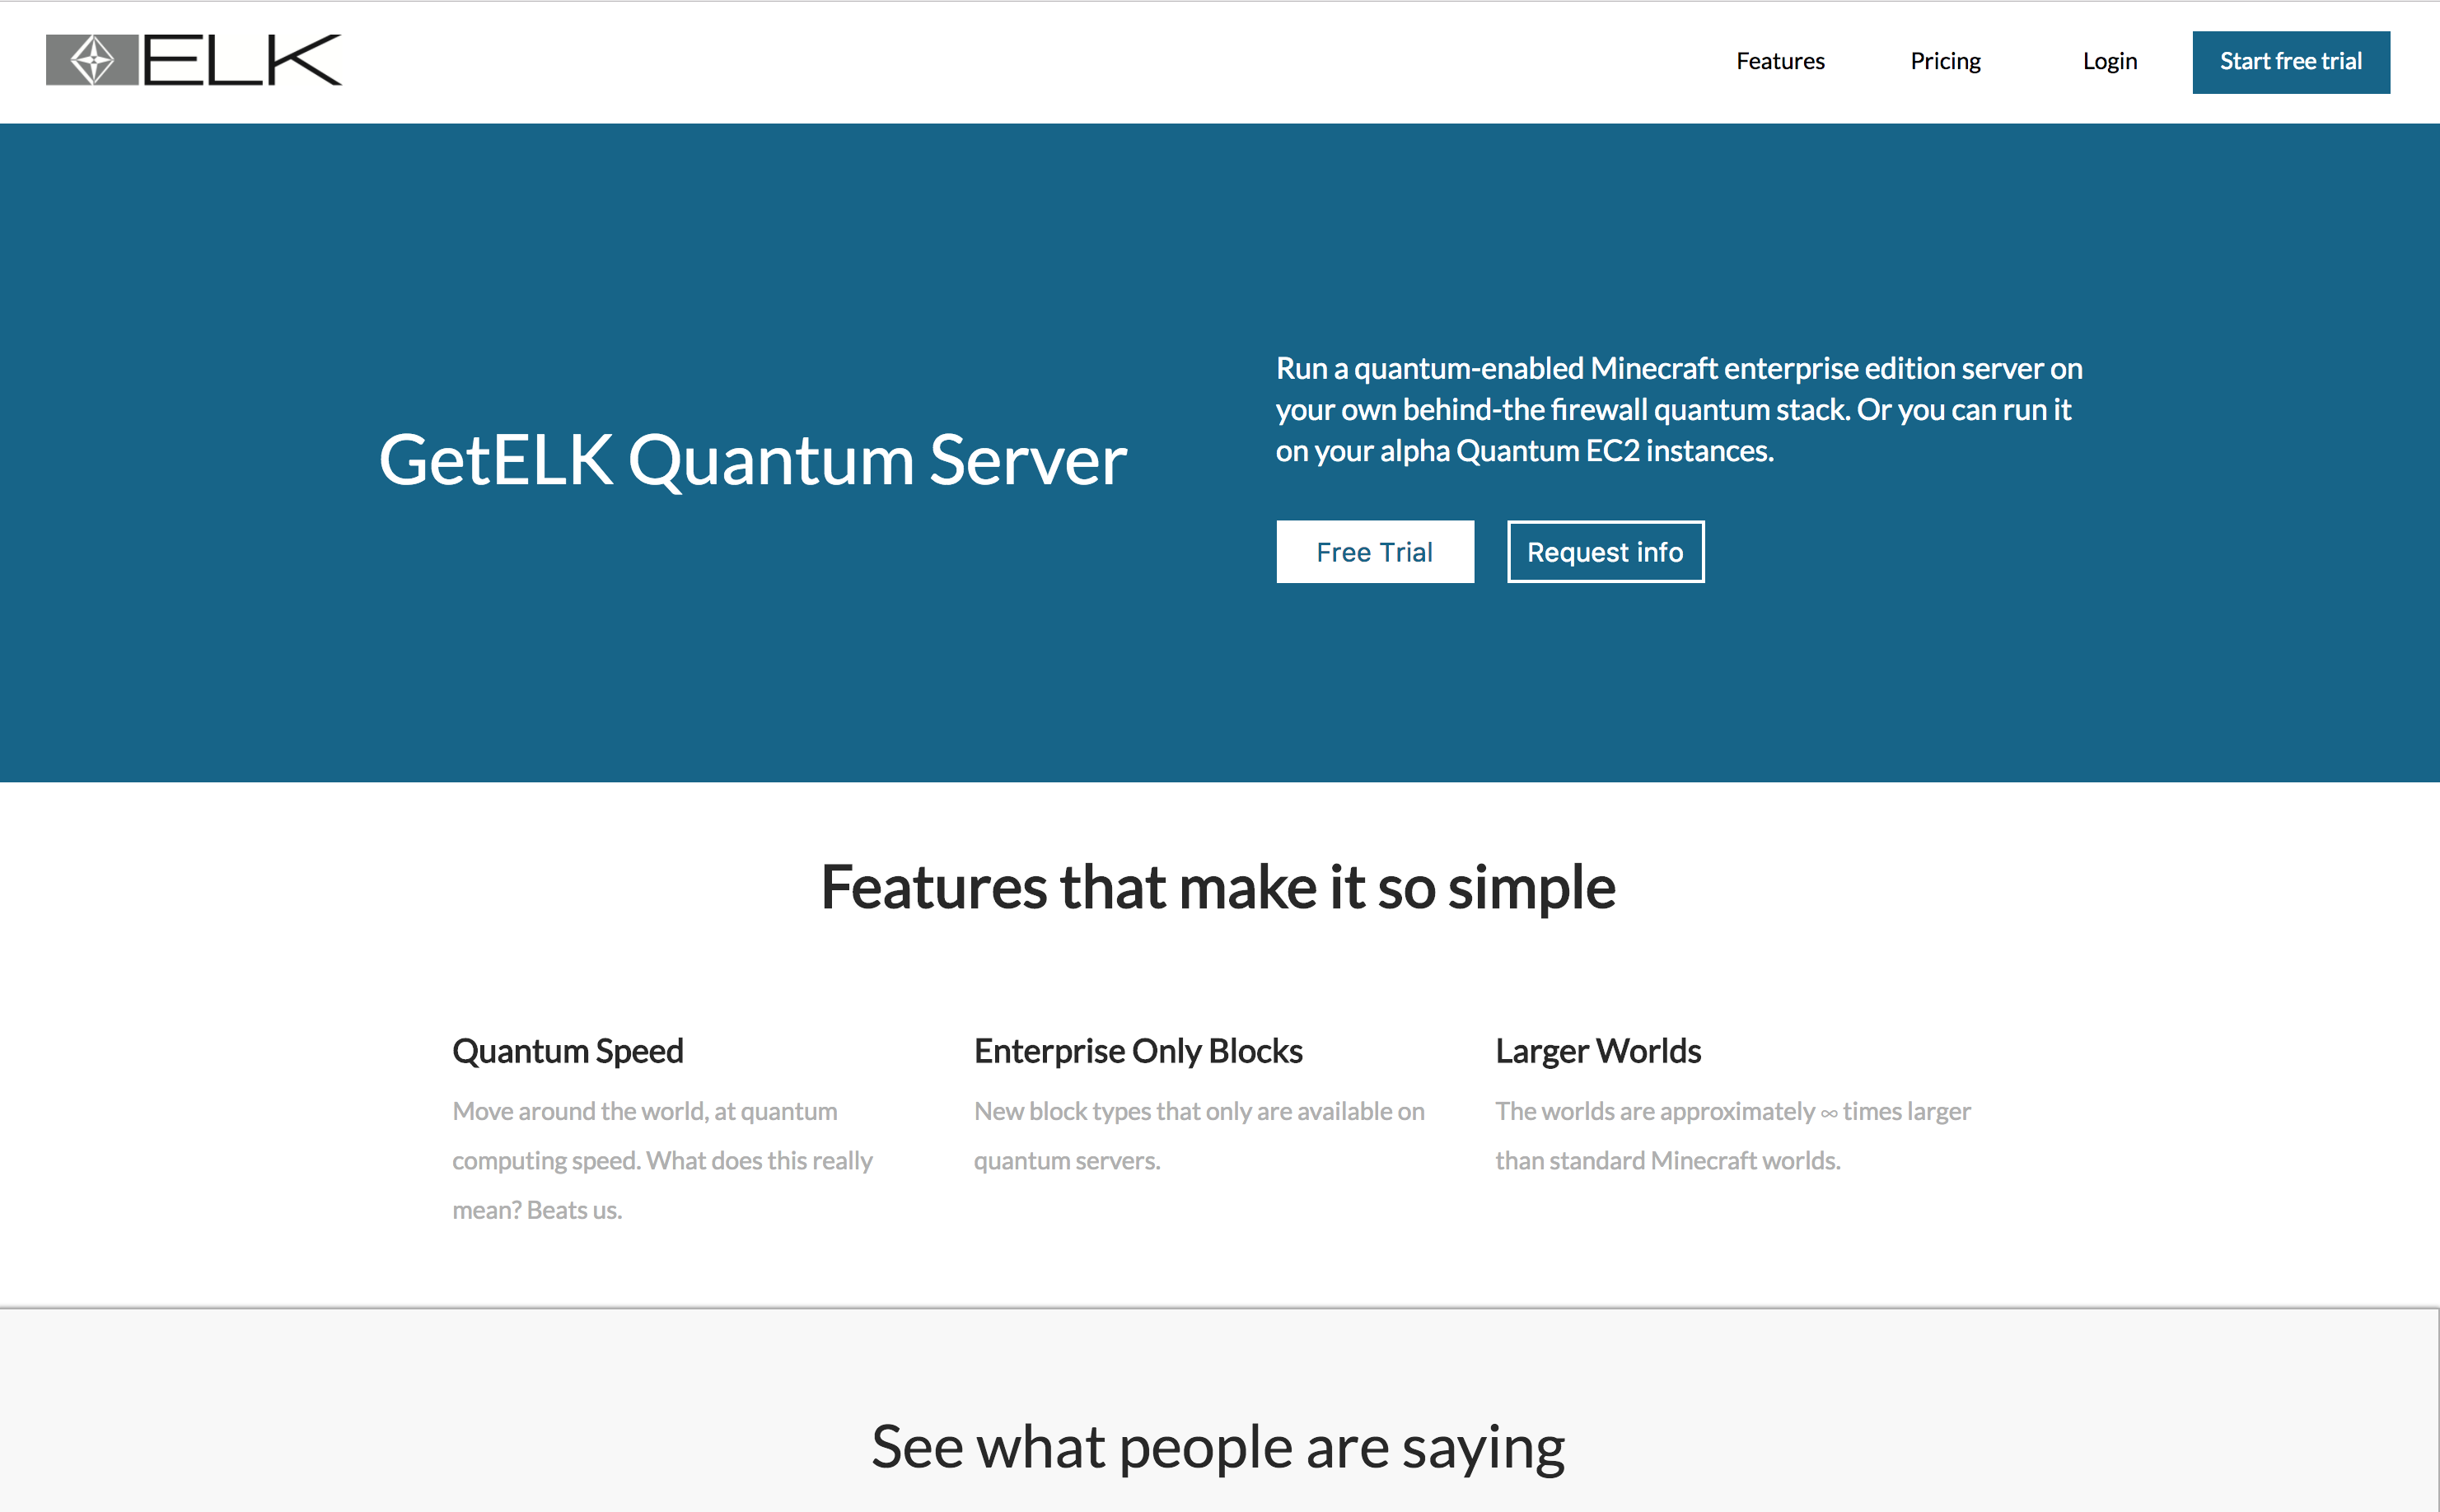 ELK
Features
Pricing
Login
Start free trial
GetELK Quantum Server
Run a quantum-enabled Minecraft enterprise edition server on
your own behind-the firewall quantum stack. Or you can run it
on your alpha Quantum EC2 instances.
Free Trial
Request info
Features that make it so simple
Quantum Speed
Move around the world, at quantum
computing speed. What does this really
mean? Beats us.
Enterprise Only Blocks
New block types that only are available on
quantum servers.
Larger Worlds
The worlds are approximately ∞ times larger
than standard Minecraft worlds.
See what people are saying